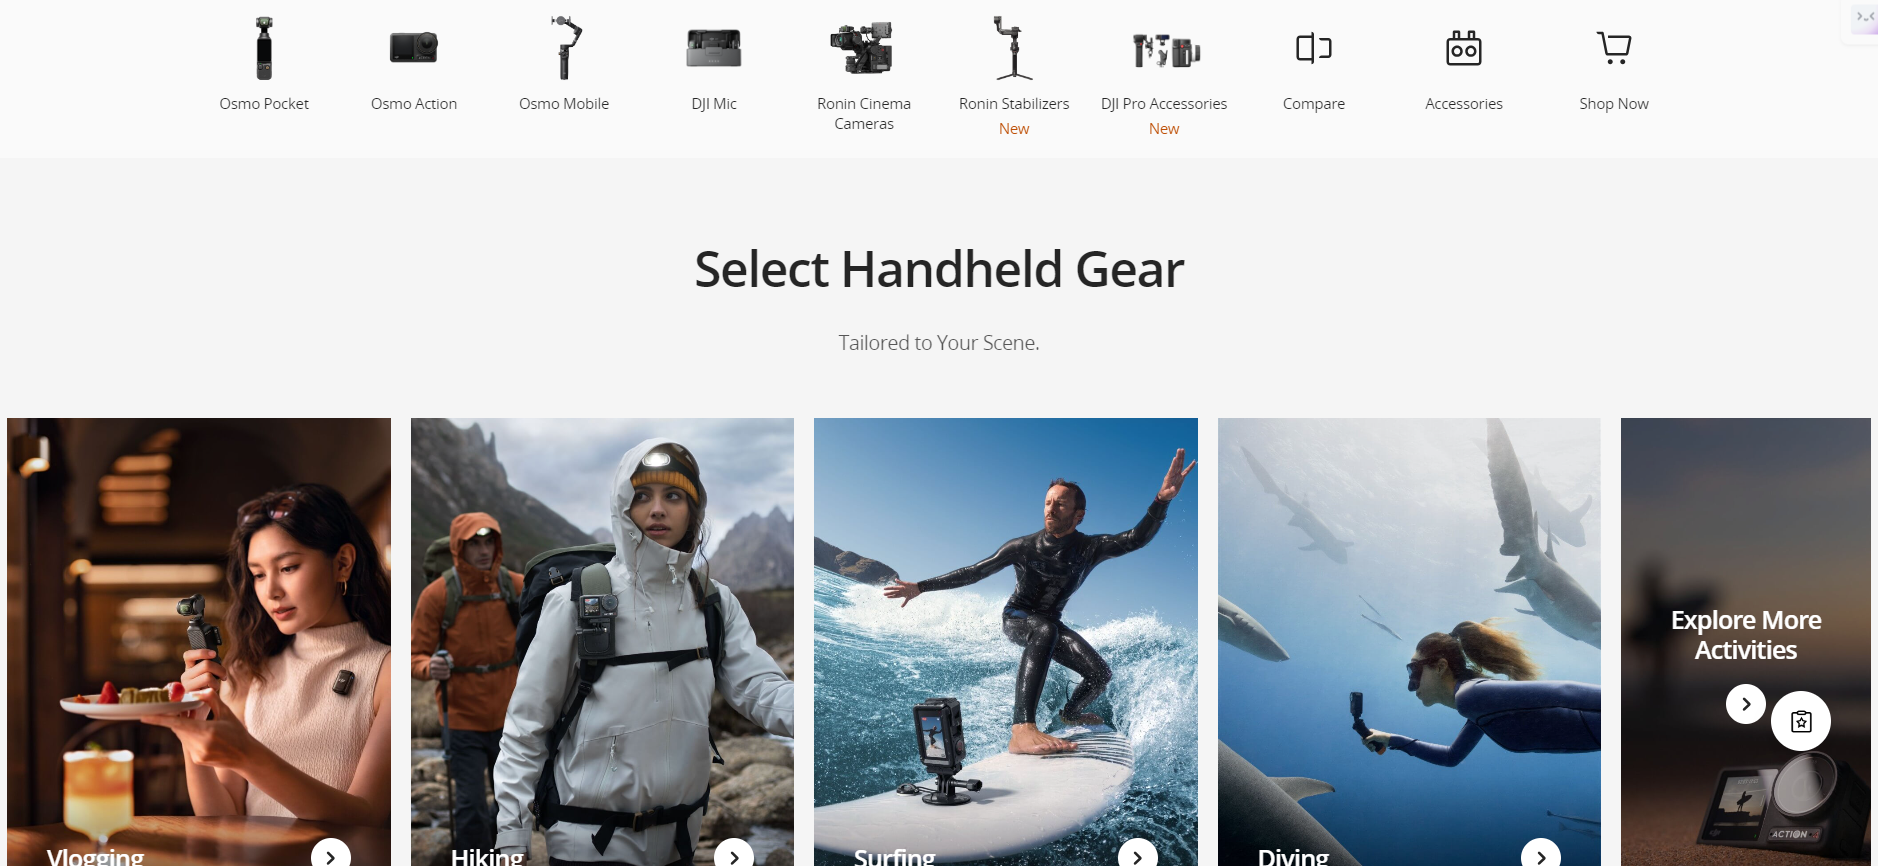 Osmo Pocket
Osmo Action
Osmo Mobile
DJI Mic
Ronin Cinema
Cameras
Ronin Stabilizers
New
DJI Pro Accessories
New
Compare
Accessories
Shop Now
Select Handheld Gear
Tailored to Your Scene.
Vlogging
Hiking
Surfing
Diving
Explore More
Activities
ACTION